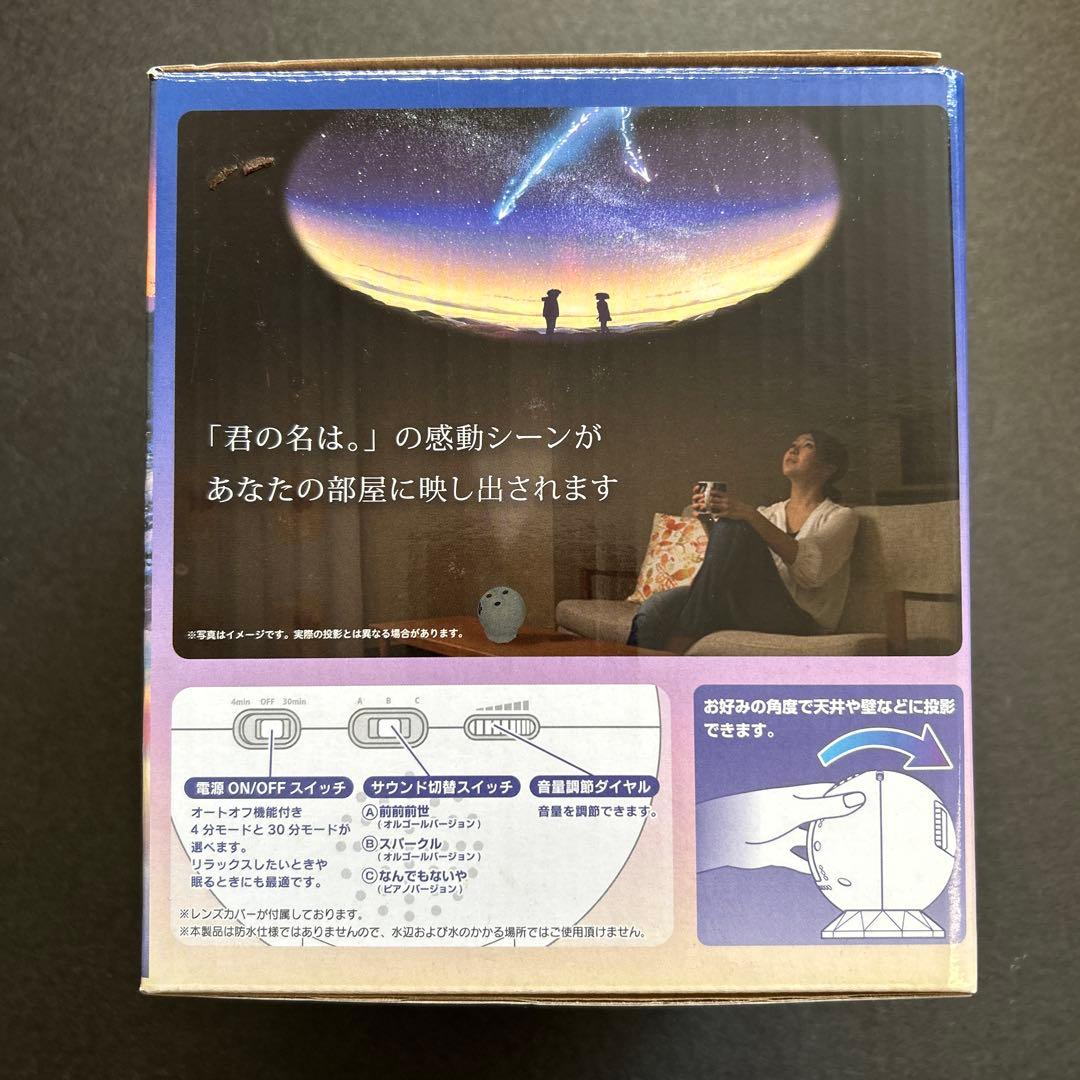 「君の名は。」の感動シーンが
あなたの部屋に映し出されます
※写真はイメージです。実際の投影とは異なる場合があります。
4min OFF 30min
A B C
電源 ON/OFF スイッチ
オートオフ機能付き
4分モードと30分モードが
選べます。
リラックスしたいときや
眠るときにも最適です。
サウンド切替スイッチ
Ⓐ前前前世
(オルゴールバージョン)
Ⓑスパークル
(オルゴールバージョン)
Ⓒなんでもないや
(ピアノバージョン)
音量調節ダイヤル
音量を調節できます。
※レンズカバーが付属しております。
※本製品は防水仕様ではありませんので、水辺および水のかかる場所ではご使用頂けません。
お好みの角度で天井や壁などに投影
できます。